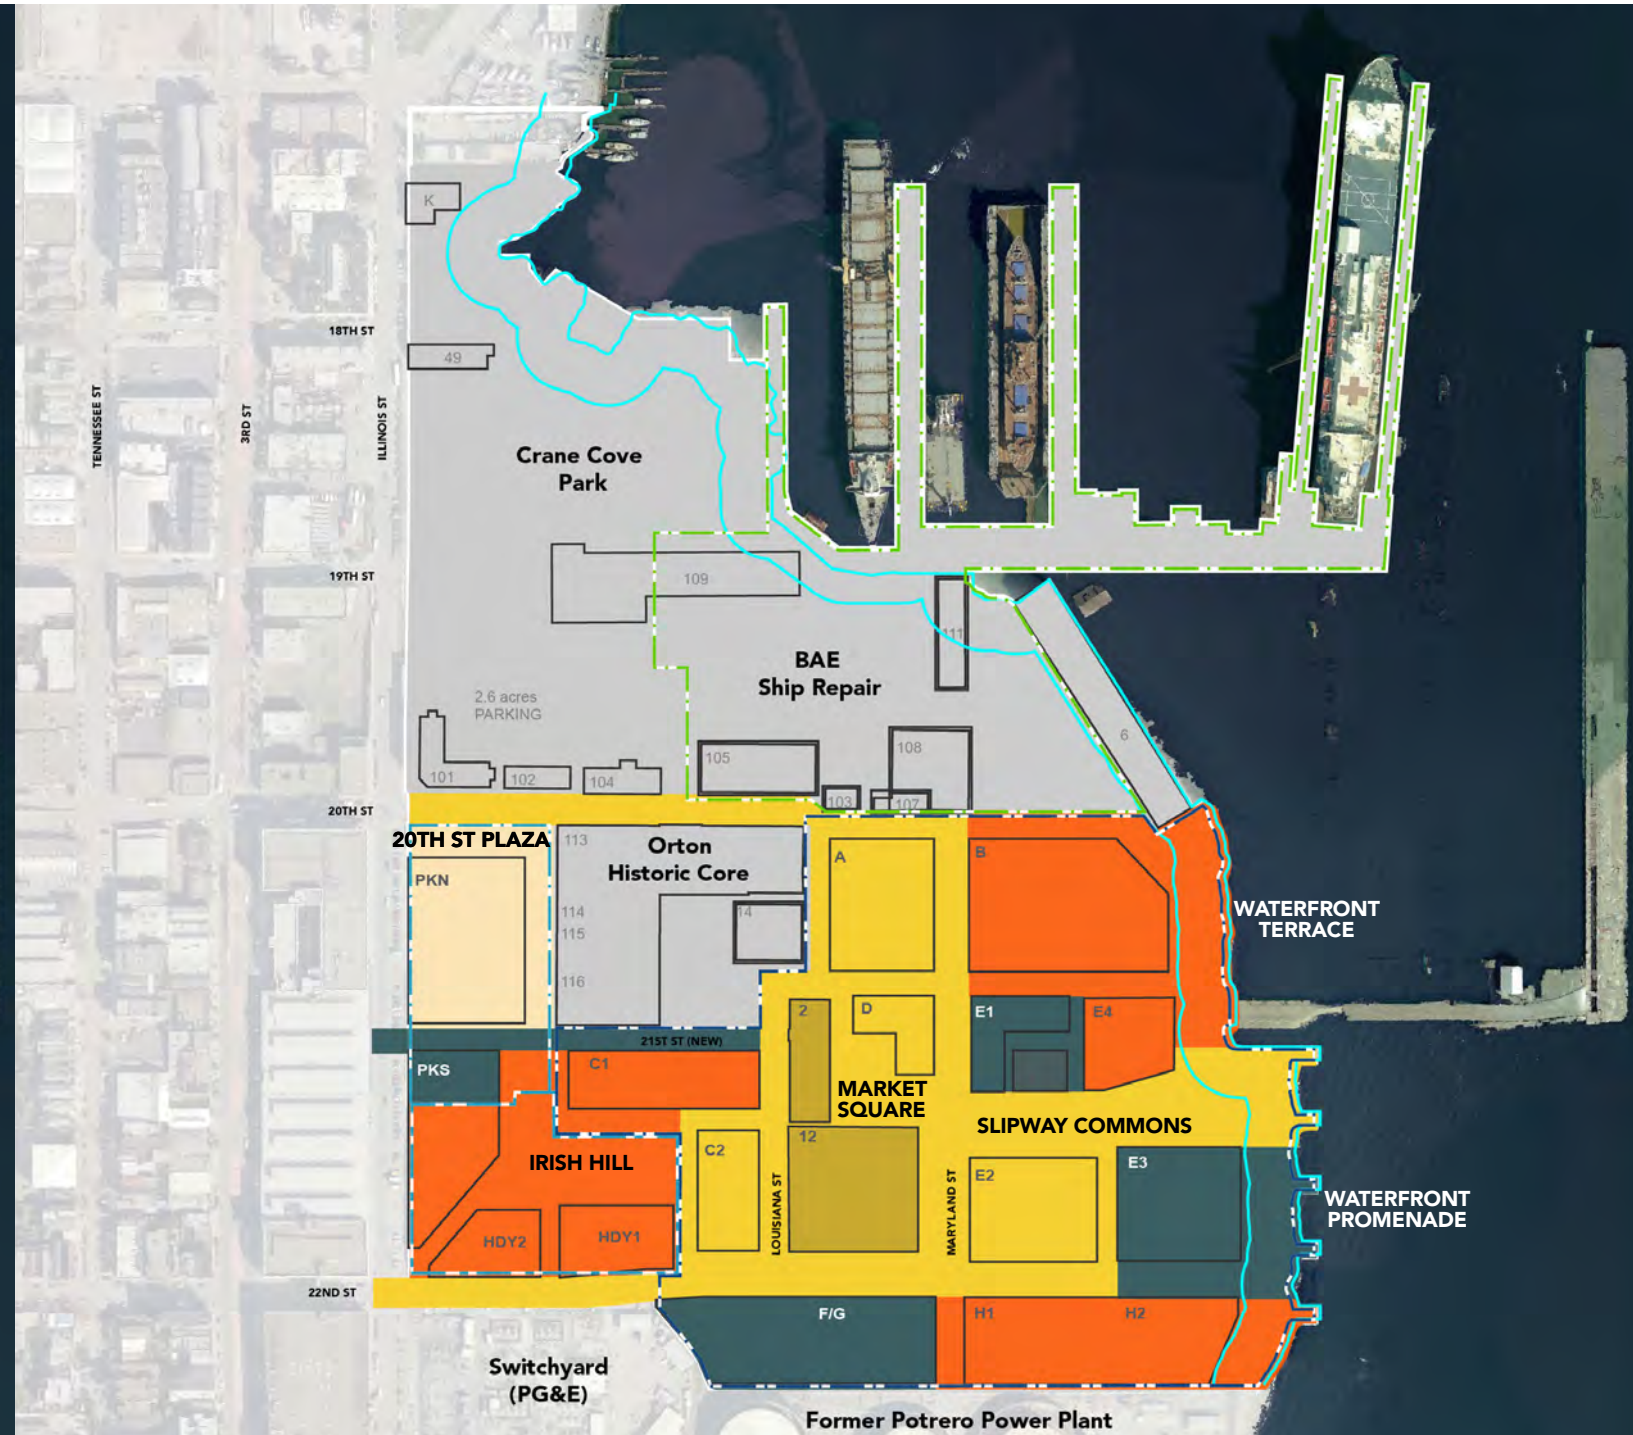 K
18TH ST
49
TENNESSEE ST
3RD ST
ILLINOIS ST
Crane Cove
Park
19TH ST
109
111
BAE
Ship Repair
2.6 acres
PARKING
6
105
108
101
102
104
103
107
20TH ST
20TH ST PLAZA
113
Orton
Historic Core
A
B
PKN
114
14
115
116
WATERFRONT
TERRACE
2
D
E1
E4
21ST ST (NEW)
PKS
C1
MARKET
SQUARE
SLIPWAY COMMONS
IRISH HILL
C2
12
E2
E3
LOUISIANA ST
MARYLAND ST
WATERFRONT
PROMENADE
HDY2
HDY1
22ND ST
F/G
H1
H2
Switchyard
(PG&E)
Former Potrero Power Plant